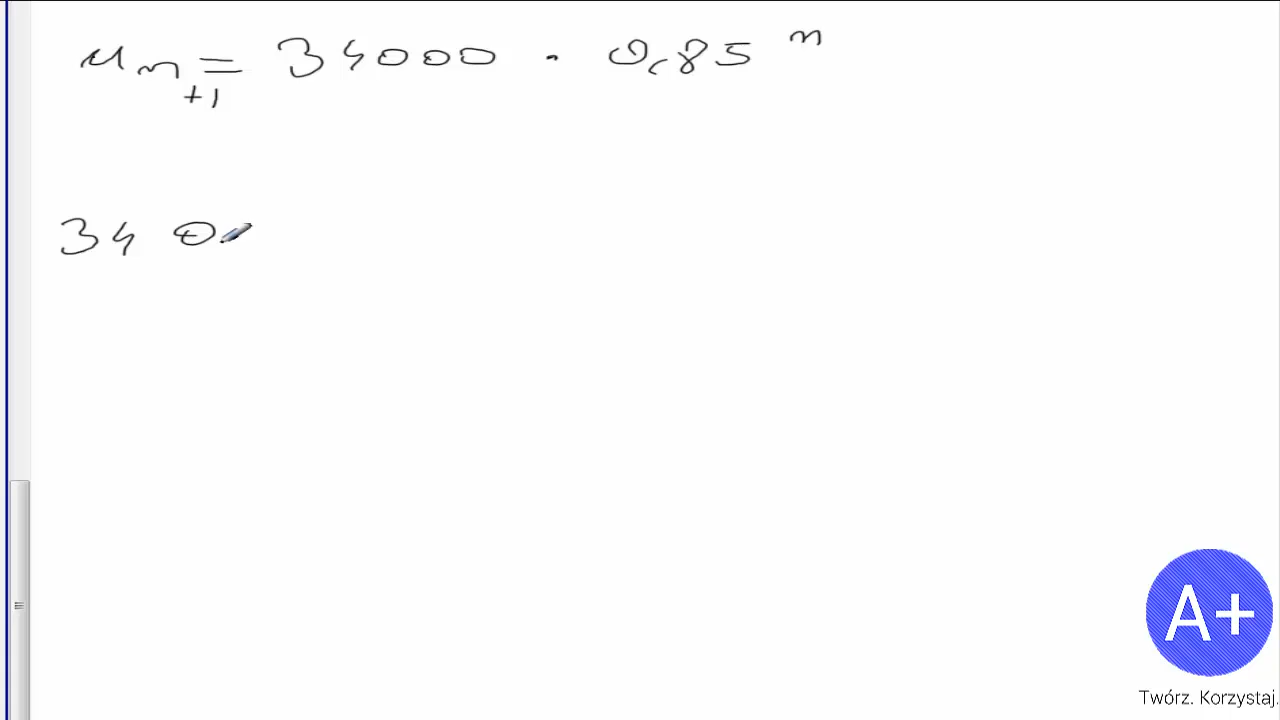 u_{n+1} = 34000 · 0,85^n
34 0
A+
Twórz. Korzystaj.